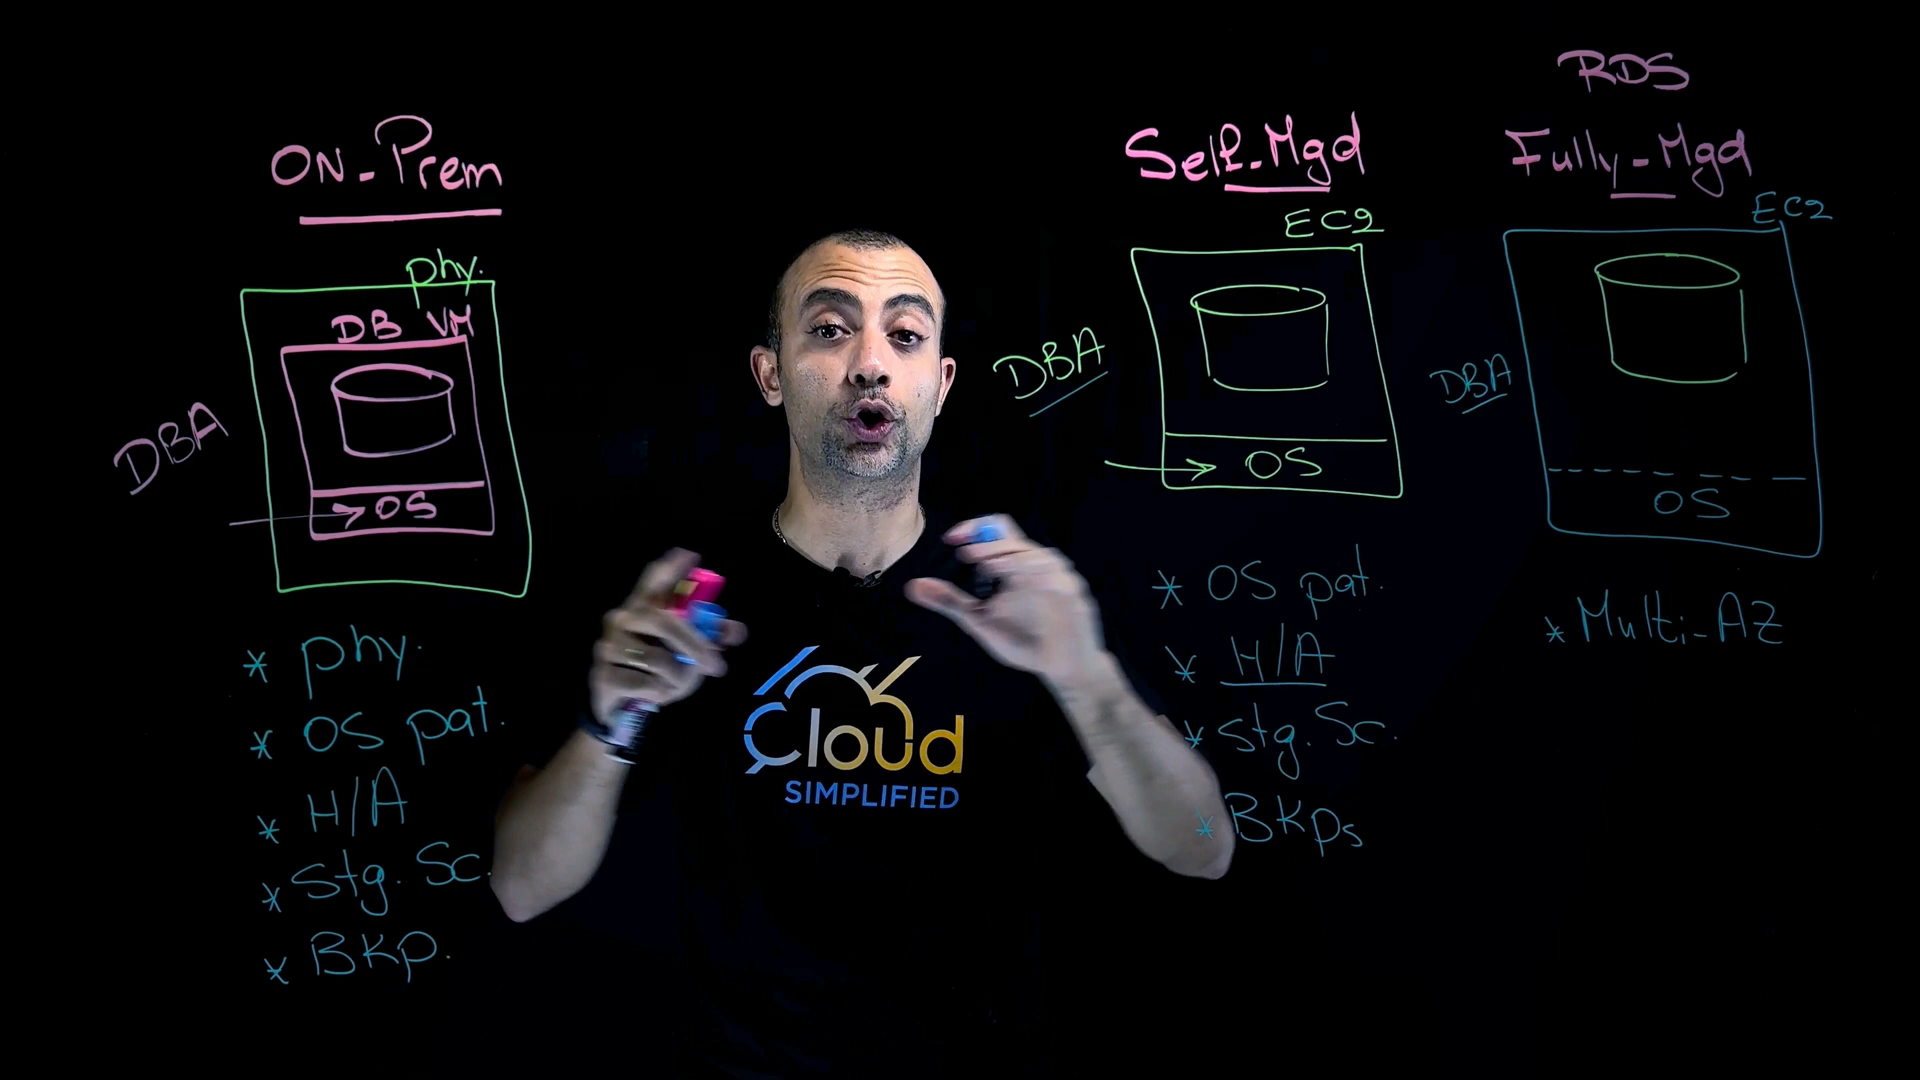 ON-Prem
phy.
DB VM
DBA
OS
* phy.
* OS pat.
* H/A
* Stg. Sc.
* BKP.
Cloud
SIMPLIFIED
Self-Mgd
EC2
DBA
OS
* OS pat.
* H/A
* Stg. Sc.
* BKPs
RDS
Fully-Mgd
EC2
DBA
OS
* Multi-AZ